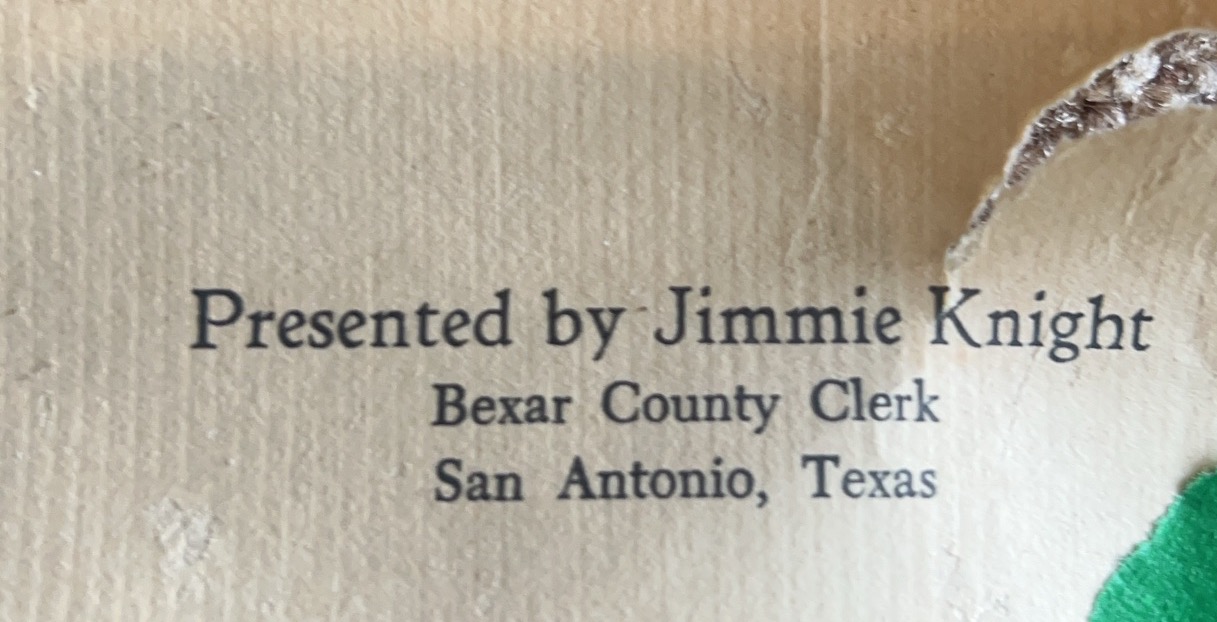 Presented by Jimmie Knight
Bexar County Clerk
San Antonio, Texas